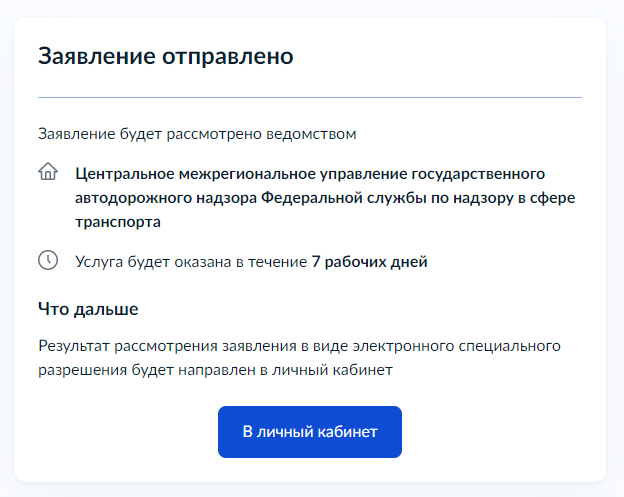 Заявление отправлено
Заявление будет рассмотрено ведомством
Центральное межрегиональное управление государственного
автодорожного надзора Федеральной службы по надзору в сфере
транспорта
Услуга будет оказана в течение 7 рабочих дней
Что дальше
Результат рассмотрения заявления в виде электронного специального
разрешения будет направлен в личный кабинет
В личный кабинет